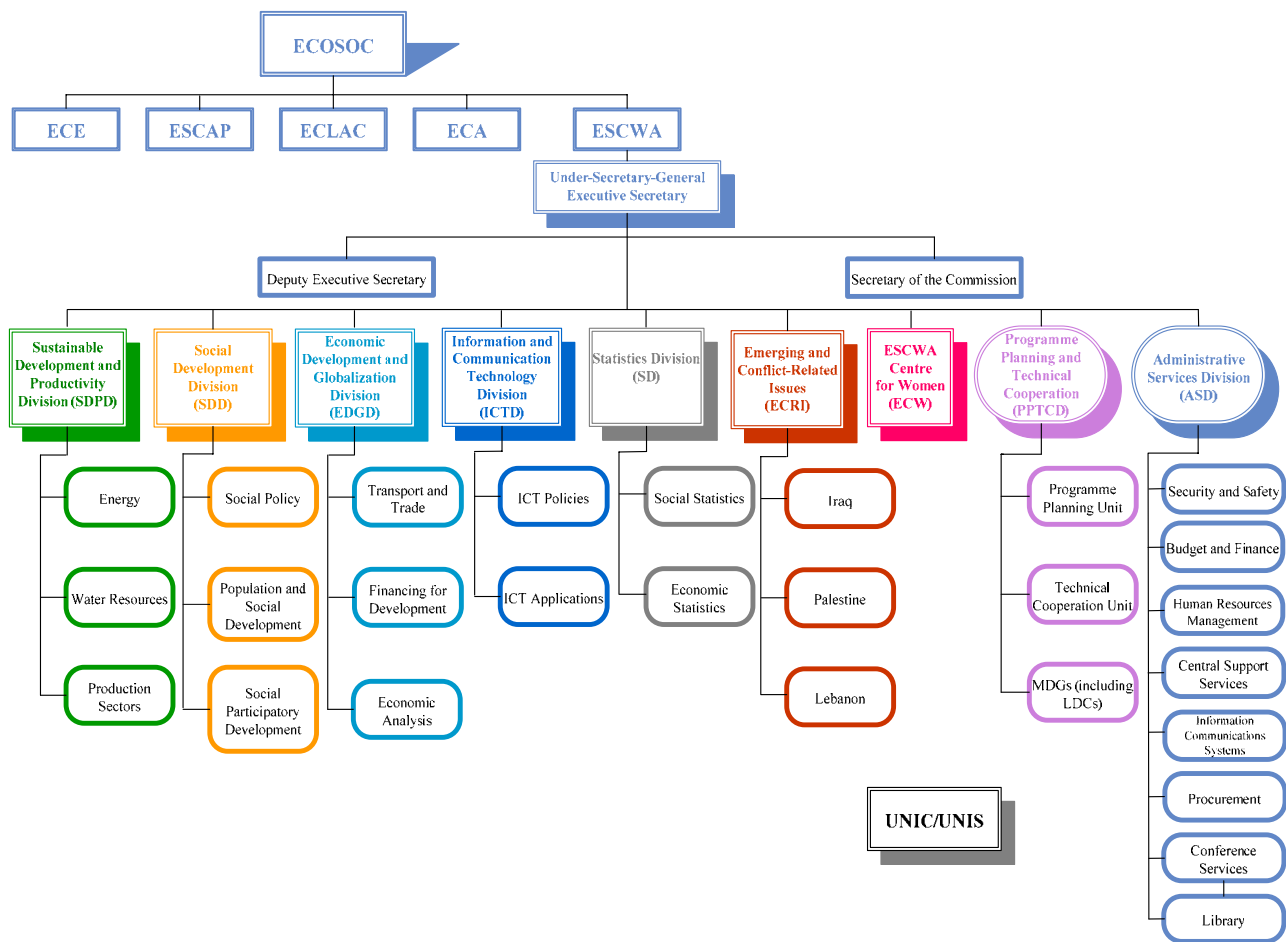 ECOSOC
ECE
ESCAP
ECLAC
ECA
ESCWA
Under-Secretary-General
Executive Secretary
Deputy Executive Secretary
Secretary of the Commission
Sustainable
Development and
Productivity
Division (SDPD)
Social
Development
Division
(SDD)
Economic
Development and
Globalization
Division
(EDGD)
Information and
Communication
Technology
Division
(ICTD)
Statistics Division
(SD)
Emerging and
Conflict-Related
Issues
(ECRI)
ESCWA
Centre
for Women
(ECW)
Programme
Planning and
Technical
Cooperation
(PPTCD)
Administrative
Services Division
(ASD)
Energy
Water Resources
Production
Sectors
Social Policy
Population and
Social
Development
Social
Participatory
Development
Transport and
Trade
Financing for
Development
Economic
Analysis
ICT Policies
ICT Applications
Social Statistics
Economic
Statistics
Iraq
Palestine
Lebanon
Programme
Planning Unit
Technical
Cooperation Unit
MDGs (including
LDCs)
Security and Safety
Budget and Finance
Human Resources
Management
Central Support
Services
Information
Communications
Systems
Procurement
Conference
Services
Library
UNIC/UNIS